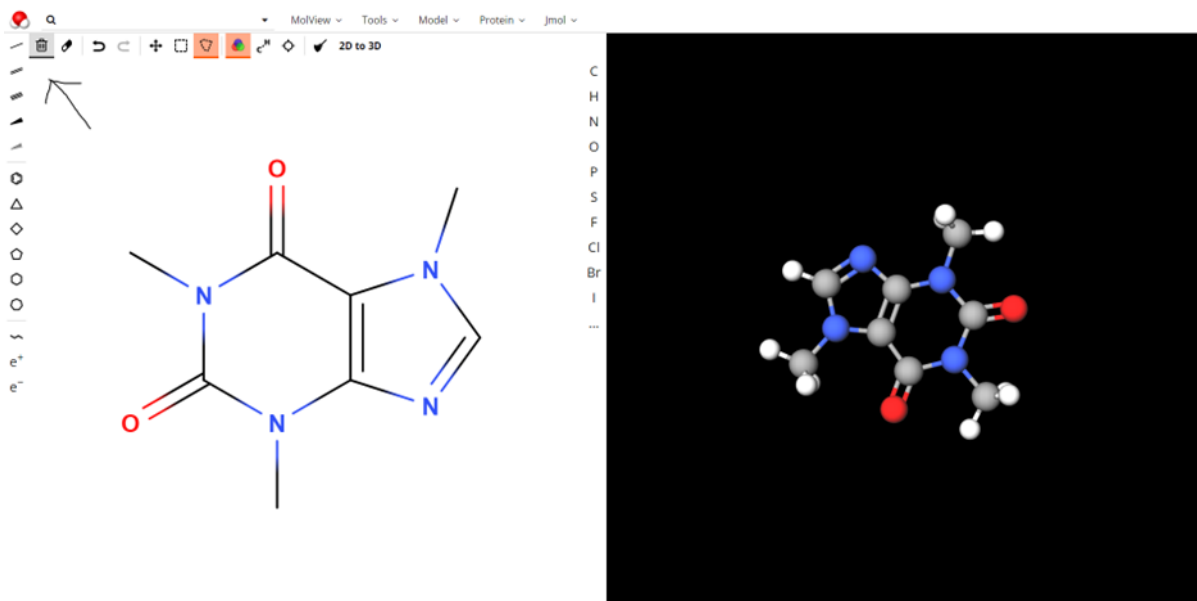 MolView Tools Model Protein Jmol
2D to 3D
C
H
N
O
P
S
F
Cl
Br
I
...
e+
e-
O
N
N
O
N
N